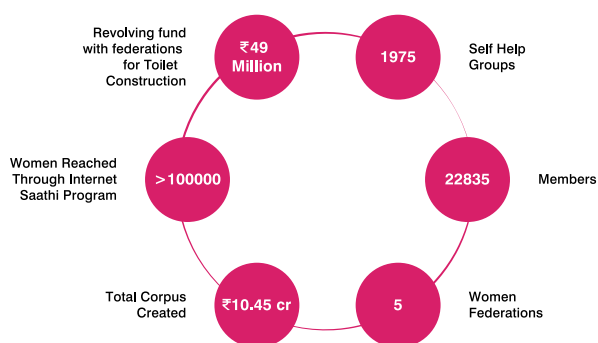 Revolving fund
with federations
for Toilet
Construction
₹49
Million
1975
Self Help
Groups
Women Reached
Through Internet
Saathi Program
>100000
22835
Members
Total Corpus
Created
₹10.45 cr
5
Women
Federations